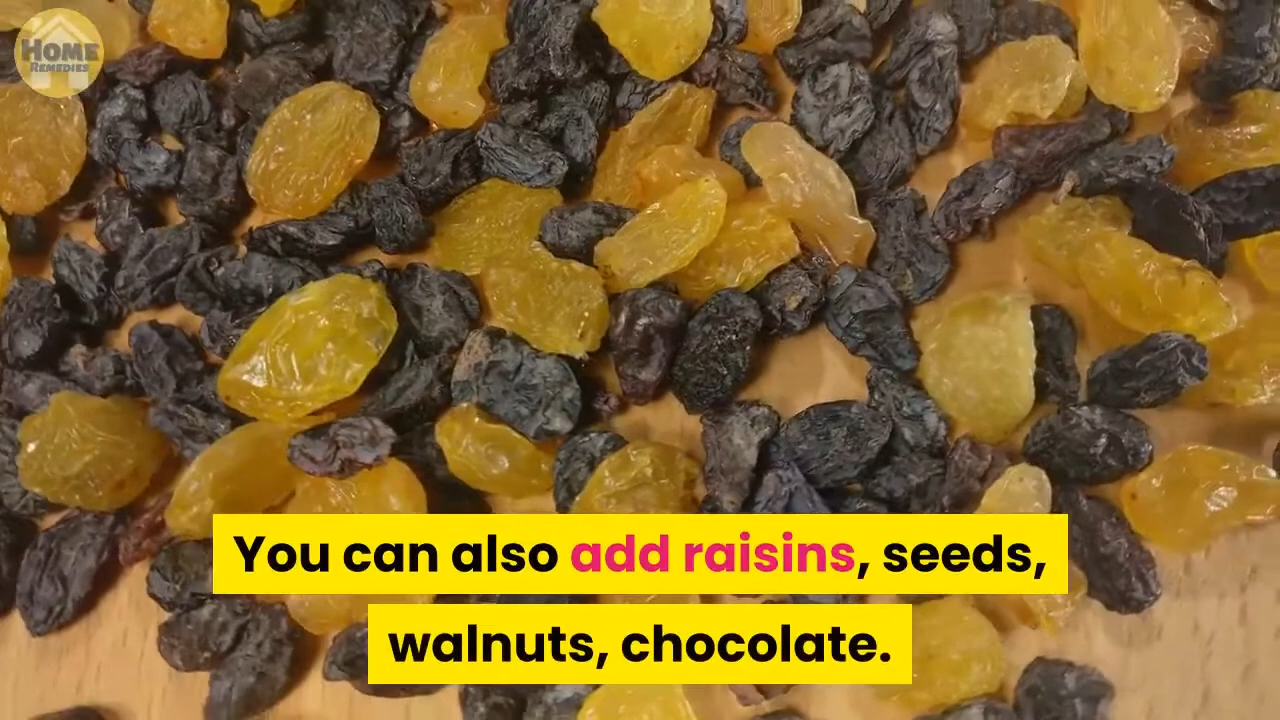 HOME
REMEDIES
You can also add raisins, seeds,
walnuts, chocolate.